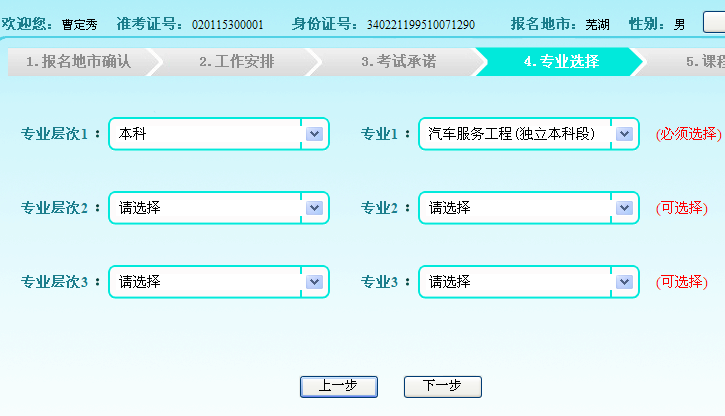 欢迎您：曹定秀 准考证号：020115300001 身份证号：340221199510071290 报名地市：芜湖 性别：男
1.报名地市确认 2.工作安排 3.考试承诺 4.专业选择 5.课程
专业层次1： 本科 专业1： 汽车服务工程(独立本科段) (必须选择)
专业层次2： 请选择 专业2： 请选择 (可选择)
专业层次3： 请选择 专业3： 请选择 (可选择)
上一步 下一步